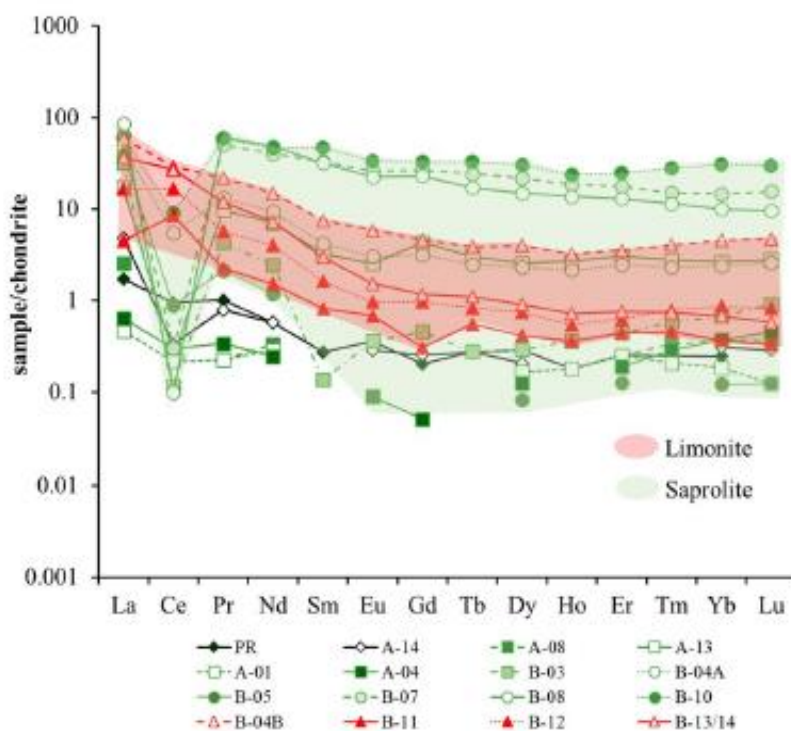 1000
100
10
1
0.1
0.01
0.001
sample/chondrite
Limonite
Saprolite
La Ce Pr Nd Sm Eu Gd Tb Dy Ho Er Tm Yb Lu
PR A-14 A-08 A-13
A-01 A-04 B-03 B-04A
B-05 B-07 B-08 B-10
B-04B B-11 B-12 B-13/14